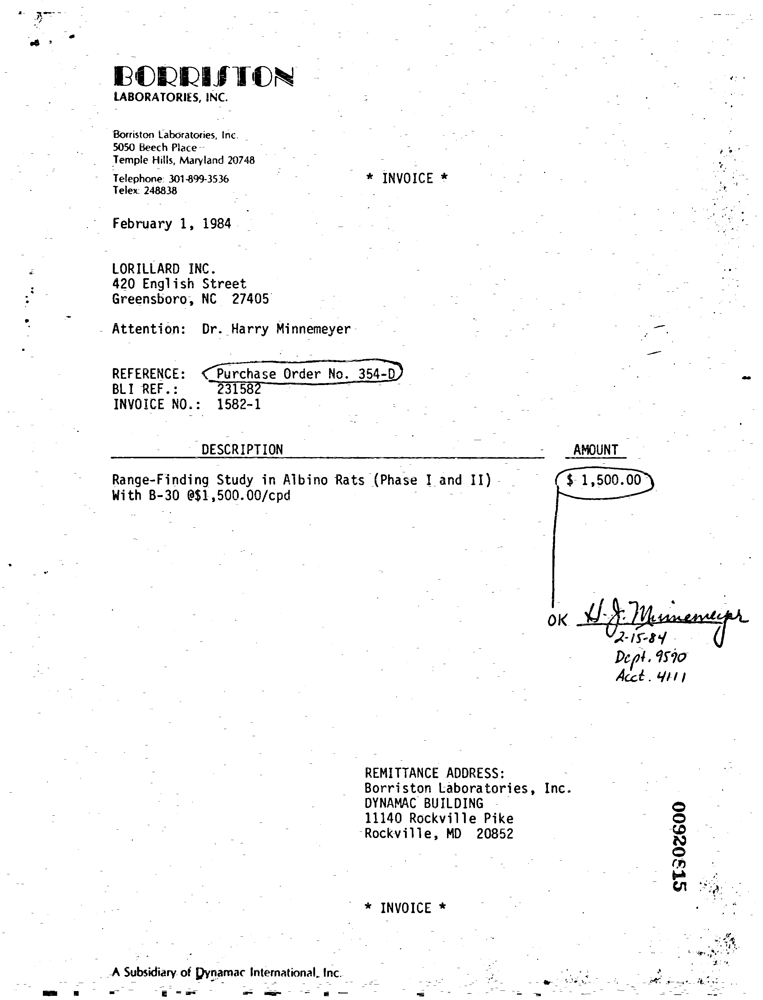 BORRISTON
LABORATORIES, INC.
Borriston Laboratories, Inc.
5050 Beech Place
Temple Hills, Maryland 20748
Telephone: 301-899-3536
Telex: 248838
* INVOICE *
February 1, 1984
LORILLARD INC.
420 English Street
Greensboro, NC 27405
Attention: Dr. Harry Minnemeyer
REFERENCE: Purchase Order No. 354-D
BLI REF.: 231582
INVOICE NO.: 1582-1
DESCRIPTION AMOUNT
Range-Finding Study in Albino Rats (Phase I and II) $ 1,500.00
With B-30 @$1,500.00/cpd
OK H.J. Minnemeyer
2-15-84
Dept. 9590
Acct. 4111
REMITTANCE ADDRESS:
Borriston Laboratories, Inc.
DYNAMAC BUILDING
11140 Rockville Pike
Rockville, MD 20852
00920615
* INVOICE *
A Subsidiary of Dynamac International, Inc.